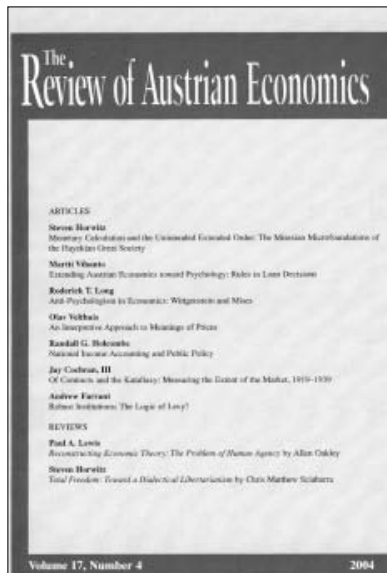 The
Review of Austrian Economics
ARTICLES
Steven Horwitz
Monetary Calculation and the Unintended Extended Order: The Misesian Microfoundations of
the Hayekian Great Society
Martti Vihanto
Extending Austrian Economics toward Psychology: Rules in Loan Decisions
Roderick T. Long
Anti-Psychologism in Economics: Wittgenstein and Mises
Olav Velthuis
An Interpretive Approach to Meanings of Prices
Randall G. Holcombe
National Income Accounting and Public Policy
Jay Cochran, III
Of Contracts and the Katallaxy: Measuring the Extent of the Market, 1919–1939
Andrew Farrant
Robust Institutions: The Logic of Levy?
REVIEWS
Paul A. Lewis
Reconstructing Economic Theory: The Problem of Human Agency by Allen Oakley
Steven Horwitz
Total Freedom: Toward a Dialectical Libertarianism by Chris Matthew Sciabarra
Volume 17, Number 4 2004